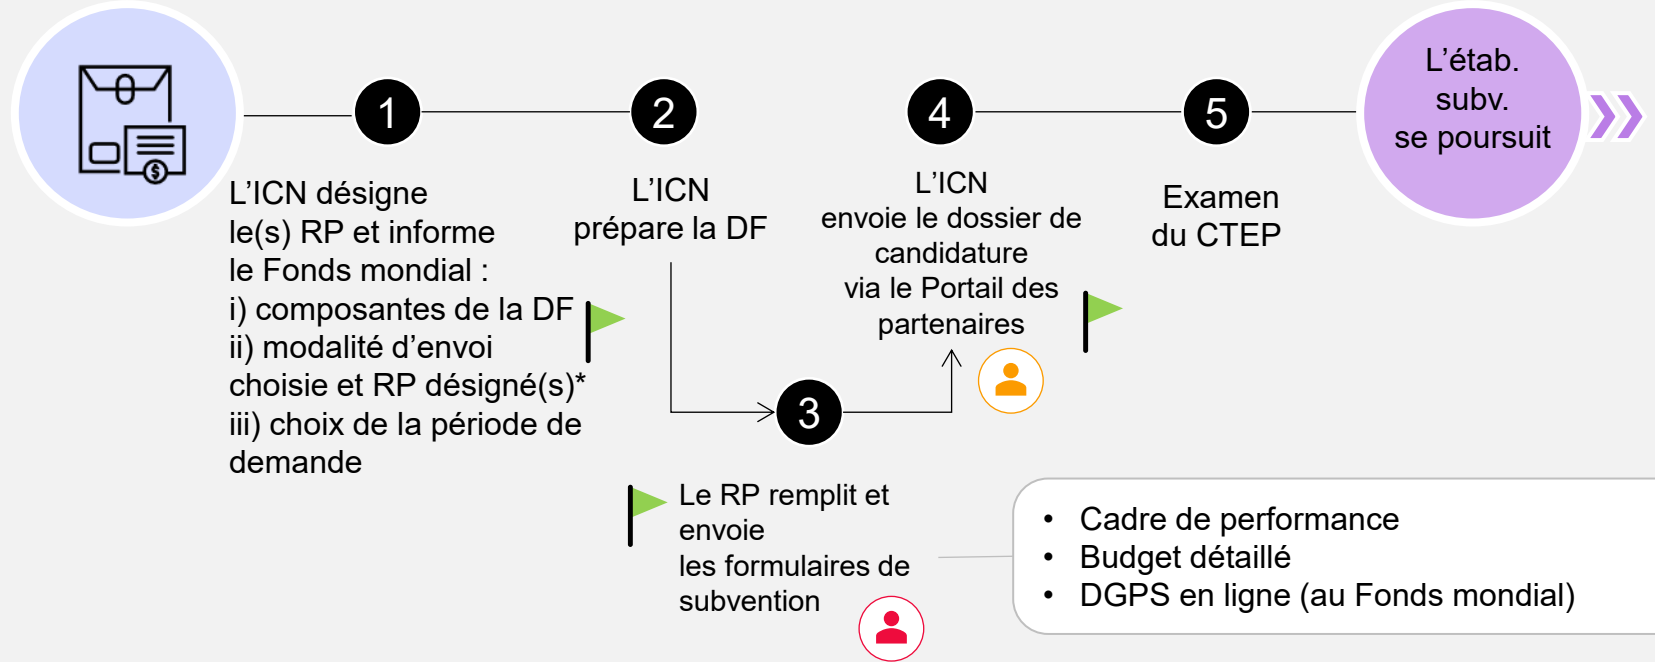 1
L'ICN désigne
le(s) RP et informe
le Fonds mondial :
i) composantes de la DF
ii) modalité d'envoi
choisie et RP désigné(s)*
iii) choix de la période de
demande
2
L'ICN
prépare la DF
3
Le RP remplit et
envoie
les formulaires de
subvention
• Cadre de performance
• Budget détaillé
• DGPS en ligne (au Fonds mondial)
4
L'ICN
envoie le dossier de
candidature
via le Portail des
partenaires
5
Examen
du CTEP
L'étab.
subv.
se poursuit
$